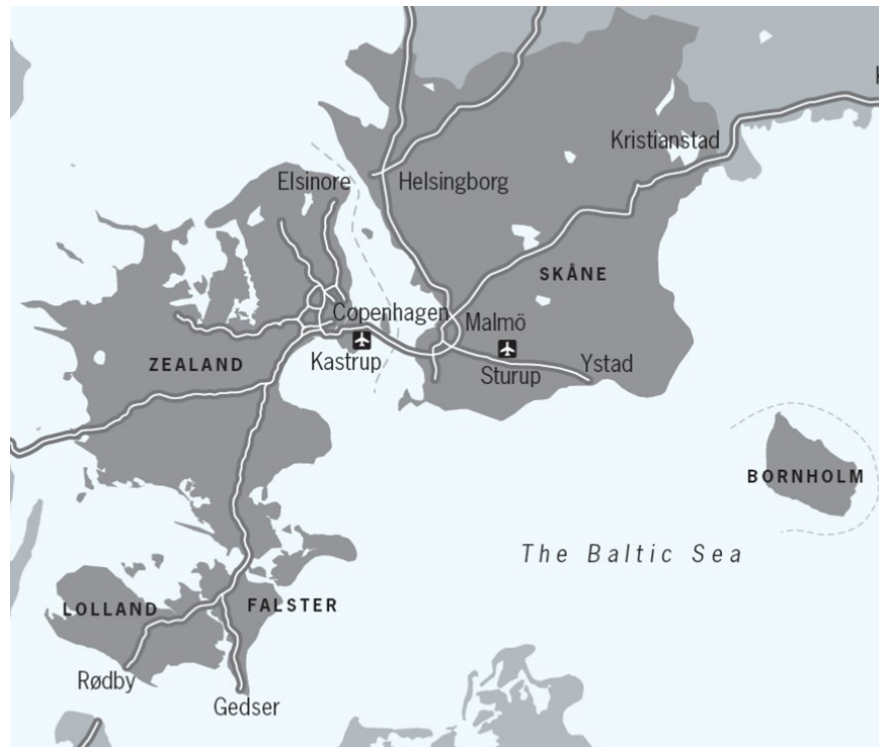 Kristianstad
Elsinore
Helsingborg
SKÅNE
Copenhagen
Malmö
ZEALAND
Kastrup
Sturup
Ystad
BORNHOLM
The Baltic Sea
LOLLAND
FALSTER
Rødby
Gedser